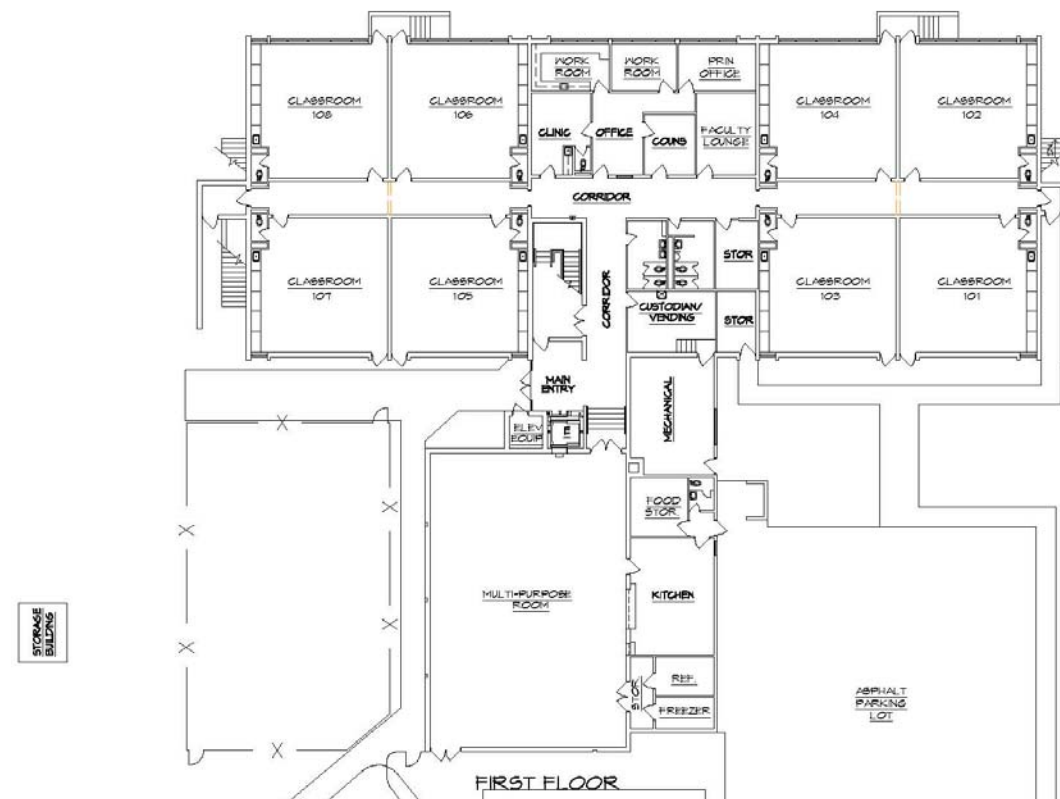 WORK
ROOM
WORK
ROOM
PRIN
OFFICE
CLASSROOM
108
CLASSROOM
106
CLINIC
OFFICE
COUNS
FACULTY
LOUNGE
CLASSROOM
104
CLASSROOM
102
CORRIDOR
CLASSROOM
107
CLASSROOM
105
CORRIDOR
STOR
CUSTODIAN/
VENDING
STOR
CLASSROOM
103
CLASSROOM
101
MAIN
ENTRY
MECHANICAL
ELEV
EQUIP
E
FOOD
STOR.
MULTI-PURPOSE
ROOM
KITCHEN
STORAGE
BUILDING
STOR
REF.
FREEZER
ASPHALT
PARKING
LOT
FIRST FLOOR